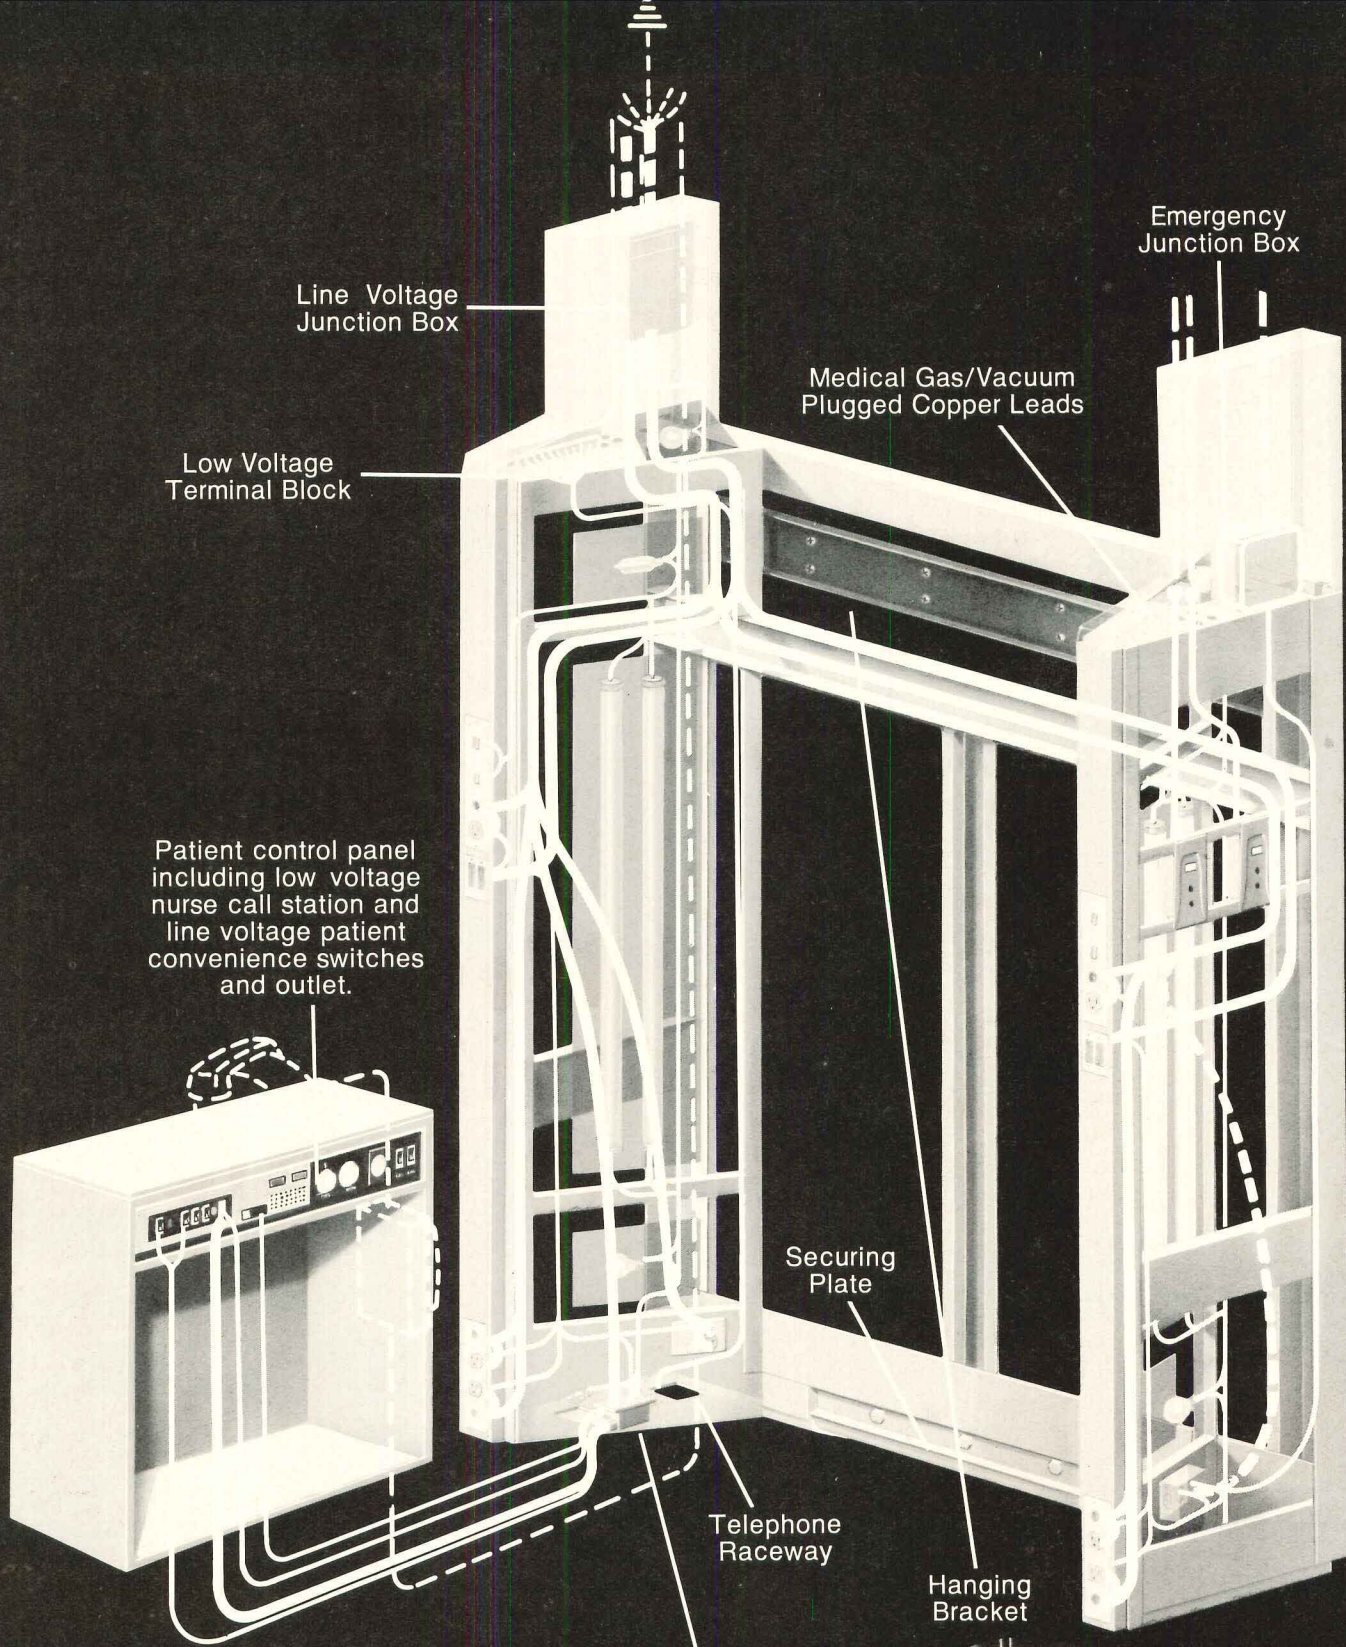 Emergency
Junction Box
Line Voltage
Junction Box
Medical Gas/Vacuum
Plugged Copper Leads
Low Voltage
Terminal Block
Patient control panel
including low voltage
nurse call station and
line voltage patient
convenience switches
and outlet.
Securing
Plate
Telephone
Raceway
Hanging
Bracket